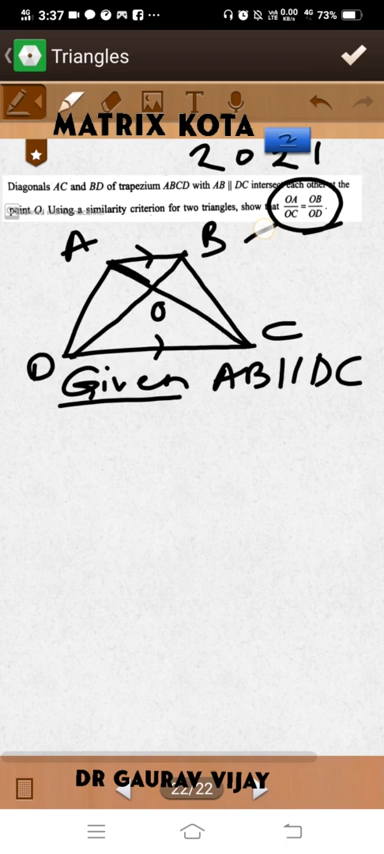 4G 3:37 0.00 KB/s 4G 73%
Triangles
T
MATRIX KOTA
2
2021
Diagonals AC and BD of trapezium ABCD with AB || DC intersect each other at the
point O. Using a similarity criterion for two triangles, show that OA/OC = OB/OD.
A B
O
D C
Given AB//DC
DR GAURAV VIJAY
22/22